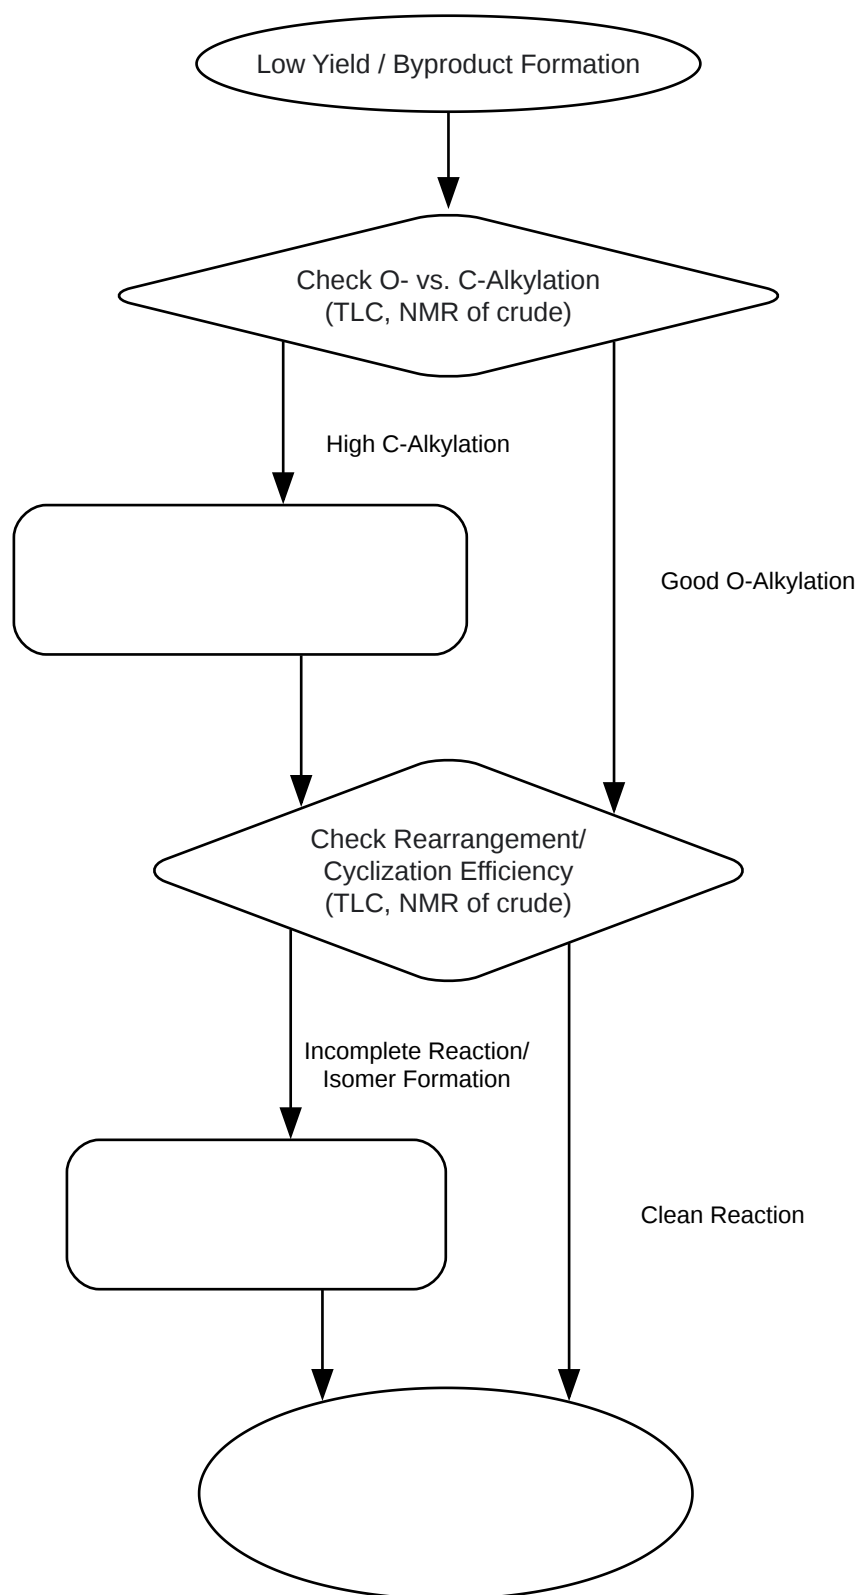 Low Yield / Byproduct Formation
Check O- vs. C-Alkylation
(TLC, NMR of crude)
High C-Alkylation
Good O-Alkylation
Check Rearrangement/
Cyclization Efficiency
(TLC, NMR of crude)
Incomplete Reaction/
Isomer Formation
Clean Reaction